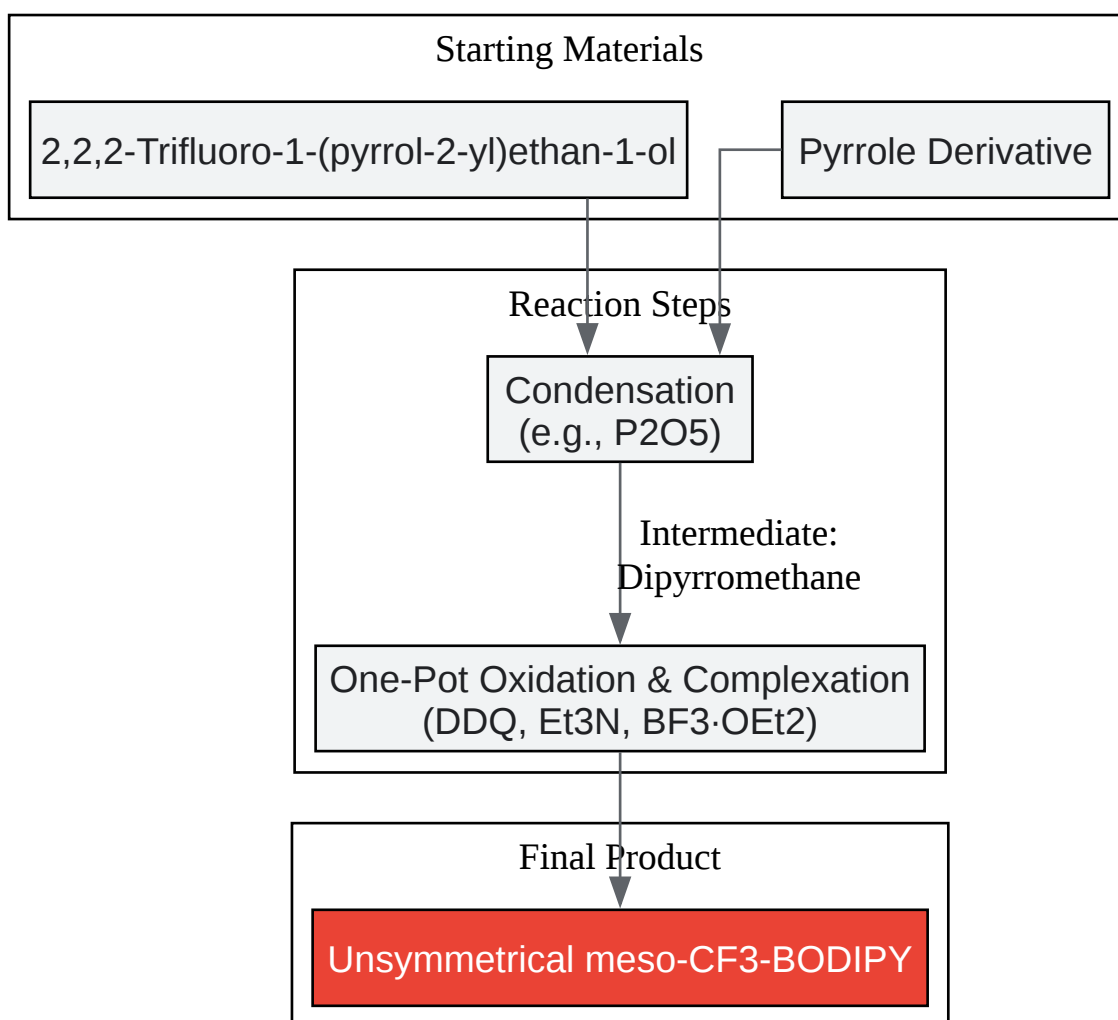 Starting Materials
2,2,2-Trifluoro-1-(pyrrol-2-yl)ethan-1-ol
Pyrrole Derivative
Reaction Steps
Condensation
(e.g., P2O5)
Intermediate:
Dipyrromethane
One-Pot Oxidation & Complexation
(DDQ, Et3N, BF3·OEt2)
Final Product
Unsymmetrical meso-CF3-BODIPY